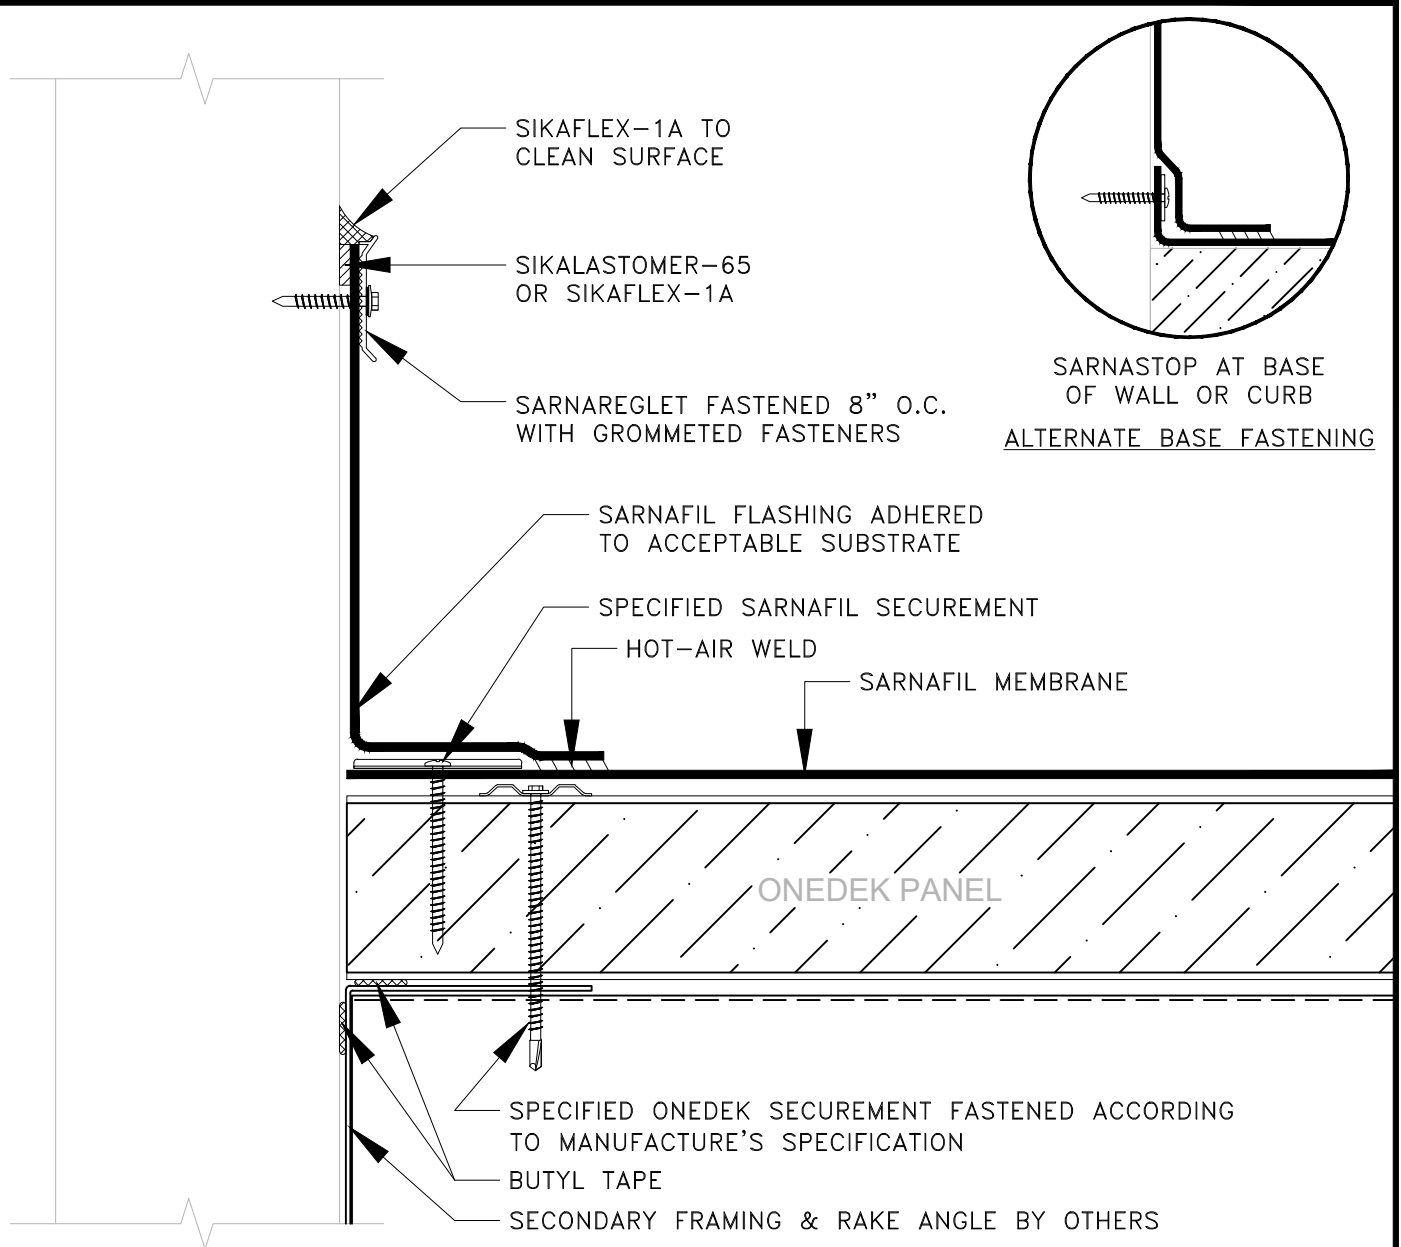 SIKAFLEX-1A TO
CLEAN SURFACE
SIKALASTOMER-65
OR SIKAFLEX-1A
SARNASTOP AT BASE
OF WALL OR CURB
ALTERNATE BASE FASTENING
SARNAREGLET FASTENED 8" O.C.
WITH GROMMETED FASTENERS
SARNAFIL FLASHING ADHERED
TO ACCEPTABLE SUBSTRATE
SPECIFIED SARNAFIL SECUREMENT
HOT-AIR WELD
SARNAFIL MEMBRANE
ONEDEK PANEL
SPECIFIED ONEDEK SECUREMENT FASTENED ACCORDING
TO MANUFACTURE'S SPECIFICATION
BUTYL TAPE
SECONDARY FRAMING & RAKE ANGLE BY OTHERS